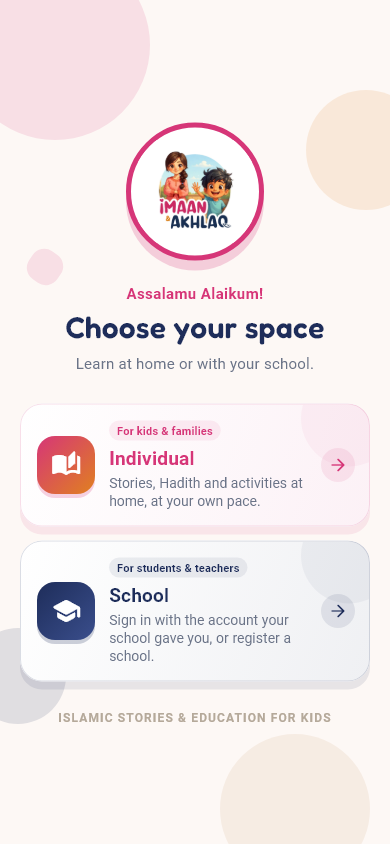 iMAAN
& AKHLAQ
Assalamu Alaikum!
Choose your space
Learn at home or with your school.
For kids & families
Individual
Stories, Hadith and activities at
home, at your own pace.
For students & teachers
School
Sign in with the account your
school gave you, or register a
school.
ISLAMIC STORIES & EDUCATION FOR KIDS